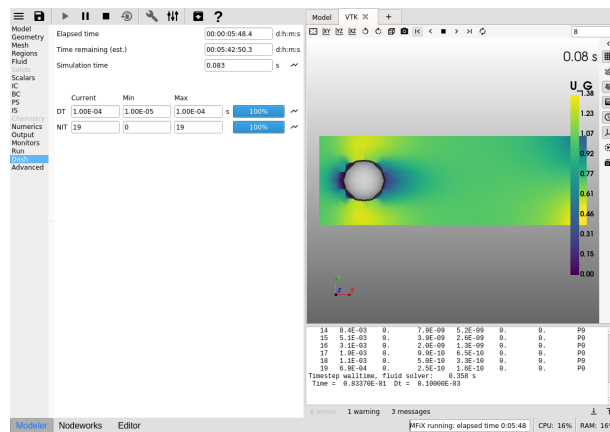 Model
Geometry
Mesh
Regions
Fluid
Solids
Scalars
IC
BC
PS
IS
Chemistry
Numerics
Output
Monitors
Run
Dash
Advanced
Elapsed time 00:00:05:48.4 d:h:m:s
Time remaining (est.) 00:05:42:50.3 d:h:m:s
Simulation time 0.083 s
Current Min Max
DT 1.00E-04 1.00E-05 1.00E-04 s 100%
NIT 19 0 19 100%
Model VTK +
XY YZ XZ 8
0.08 s
U_G
1.38
1.23
1.07
0.92
0.77
0.61
0.46
0.31
0.15
0.00
Y
Z X
14 8.4E-03 0. 7.9E-09 5.2E-09 0. 0. P0
15 5.1E-03 0. 3.9E-09 2.6E-09 0. 0. P0
16 3.1E-03 0. 2.0E-09 1.3E-09 0. 0. P0
17 1.9E-03 0. 9.9E-10 6.5E-10 0. 0. P0
18 1.1E-03 0. 5.0E-10 3.3E-10 0. 0. P0
19 6.9E-04 0. 2.5E-10 1.6E-10 0. 0. P0
Timestep walltime, fluid solver: 0.358 s
Time = 0.83370E-01 Dt = 0.10000E-03
0 errors 1 warning 3 messages
Modeler Nodeworks Editor
MFiX running: elapsed time 0:05:48 CPU: 16% RAM: 16